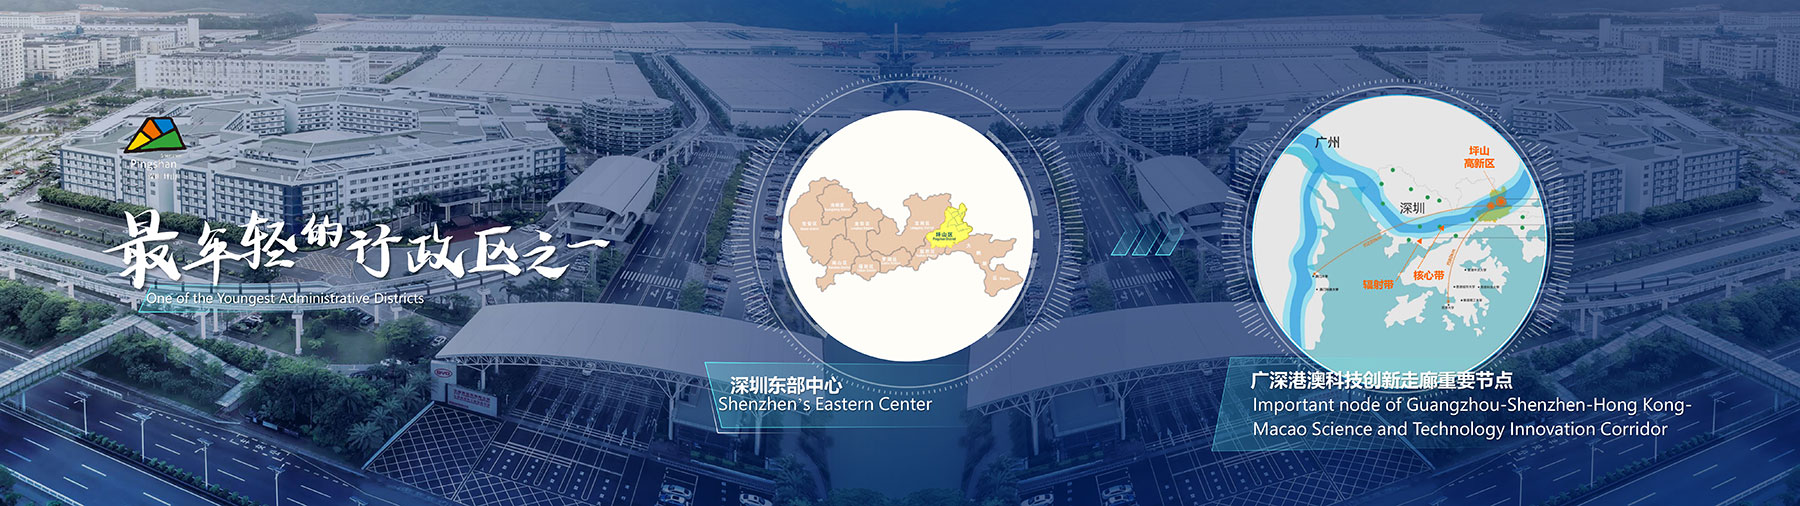 Pingshan
最年轻的行政区之一
One of the Youngest Administrative Districts
BYD
坪山区
Pingshan District
深圳东部中心
Shenzhen's Eastern Center
广州
坪山
高新区
深圳
核心带
辐射带
广深港澳科技创新走廊重要节点
Important node of Guangzhou-Shenzhen-Hong Kong-
Macao Science and Technology Innovation Corridor